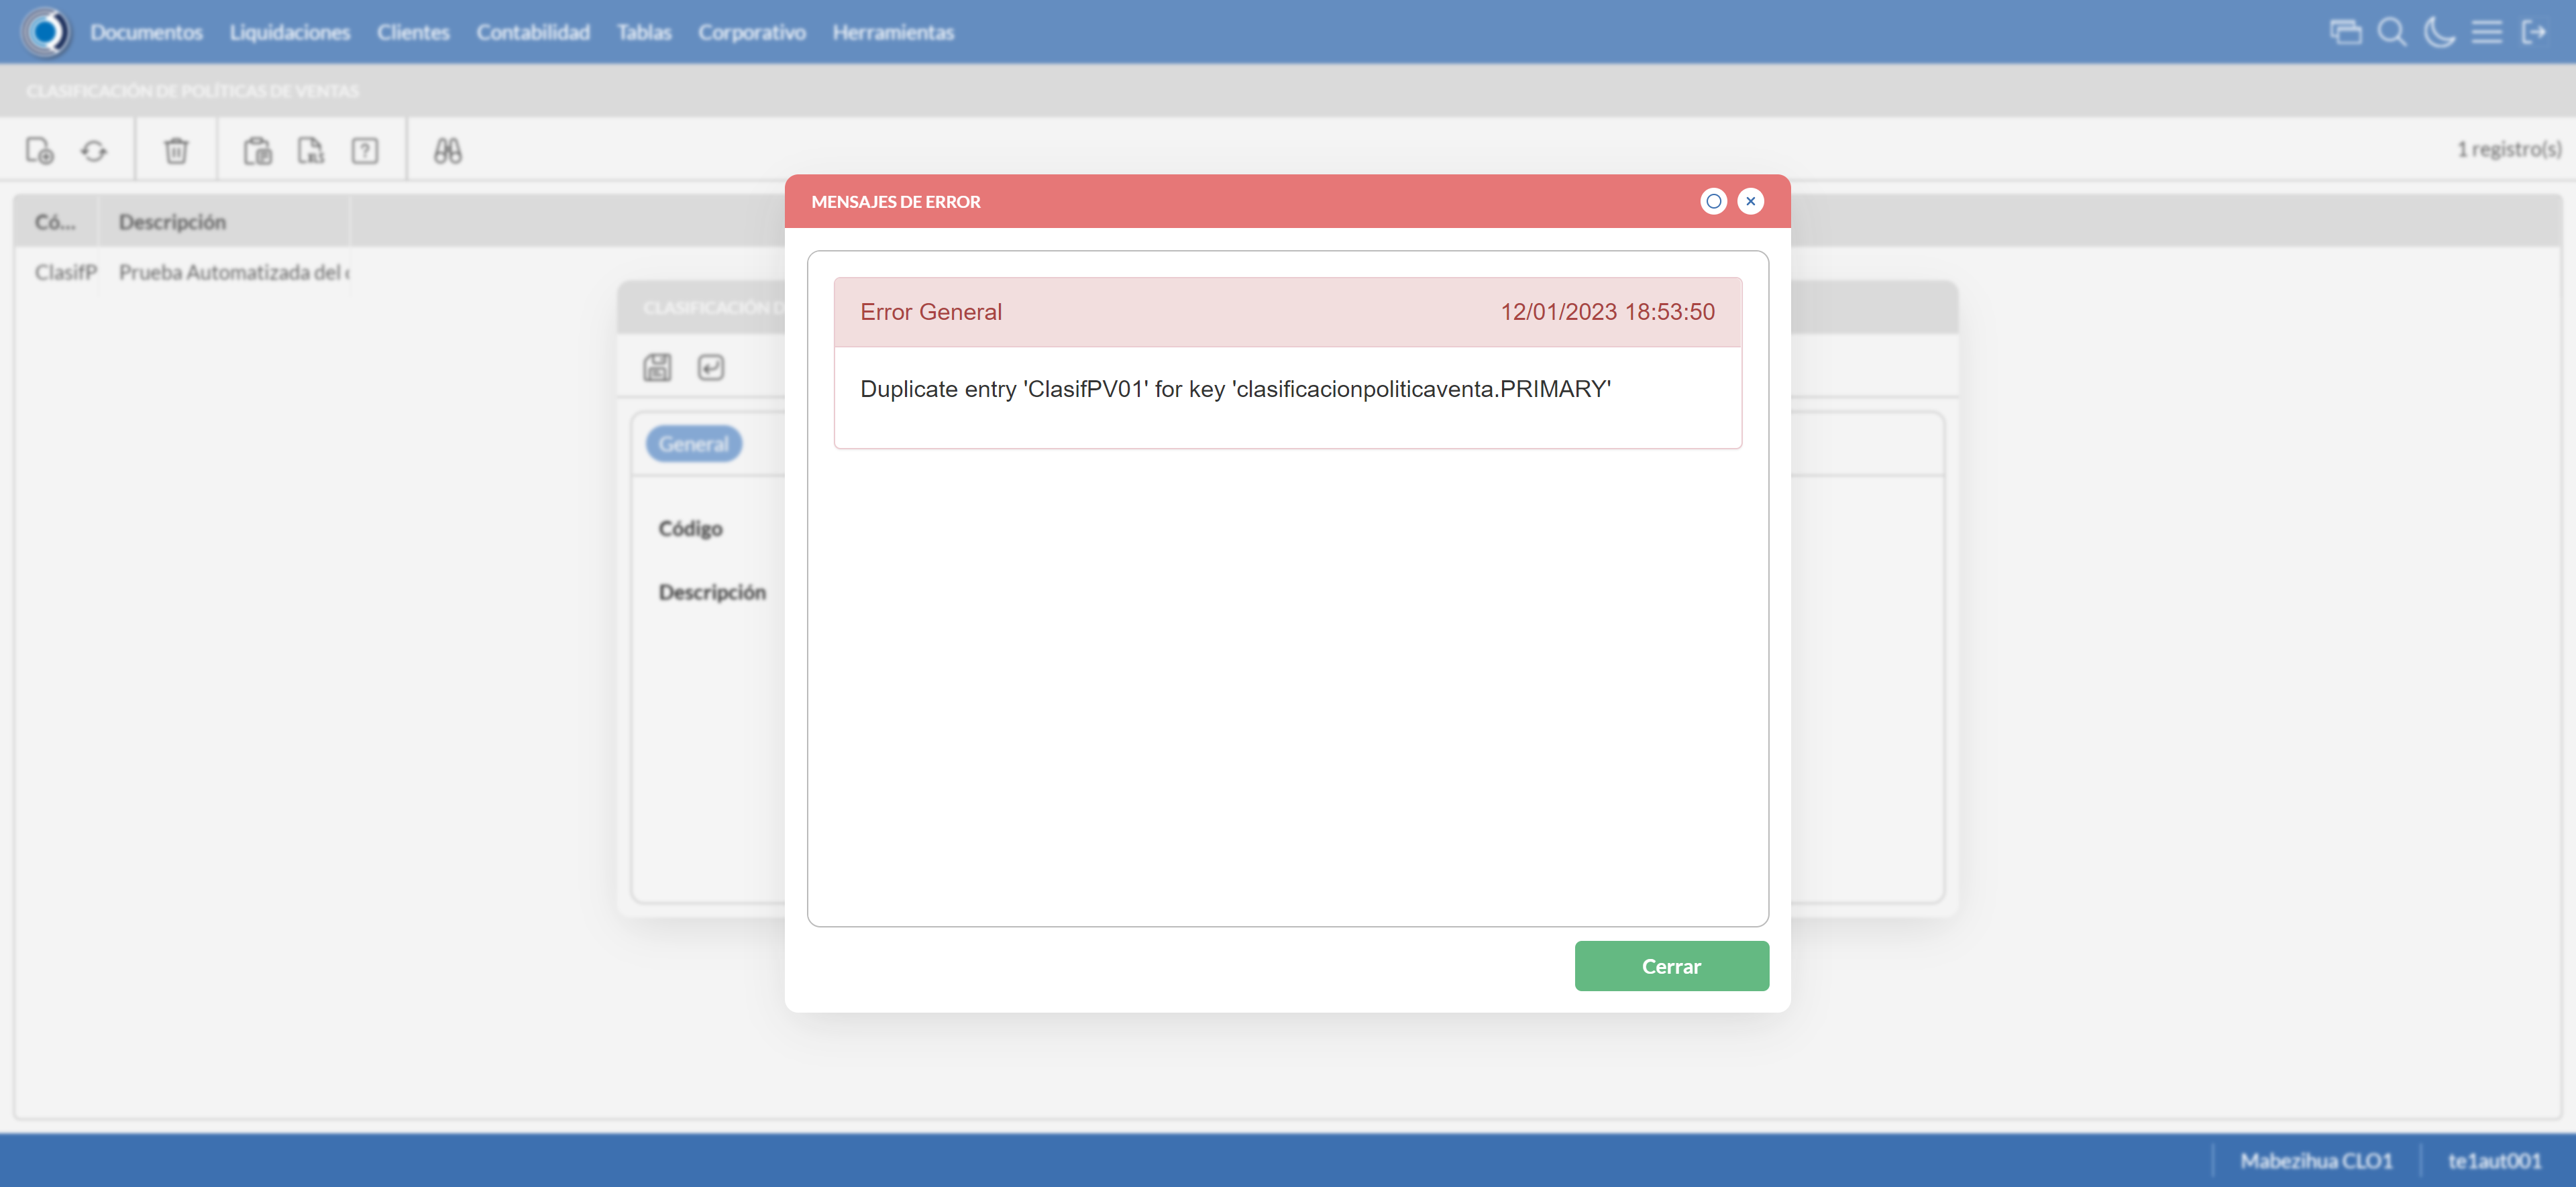 Documentos Liquidaciones Clientes Contabilidad Tablas Corporativo Herramientas
CLASIFICACIÓN DE POLÍTICAS DE VENTAS
XLS
?
1 registro(s)
Có... Descripción
ClasifP Prueba Automatizada del
CLASIFICACIÓN D
General
Código
Descripción
MENSAJES DE ERROR
Error General 12/01/2023 18:53:50
Duplicate entry 'ClasifPV01' for key 'clasificacionpoliticaventa.PRIMARY'
Cerrar
Mabezihua CLO1 te1aut001